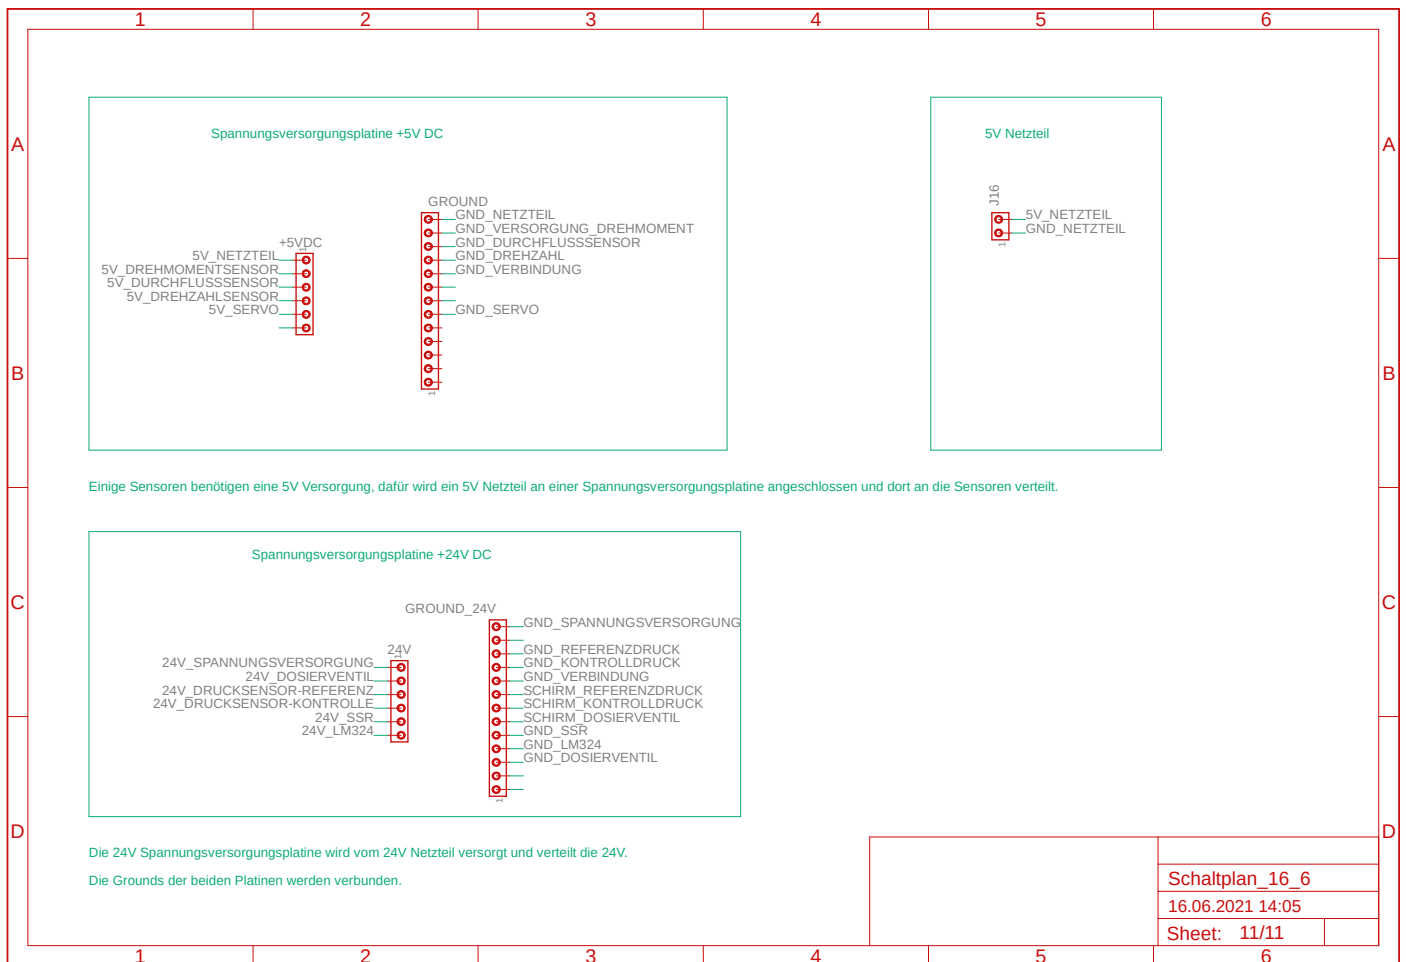 1 2 3 4 5 6
A A
Spannungsversorgungsplatine +5V DC
5V Netzteil
GROUND
GND_NETZTEIL
GND_VERSORGUNG_DREHMOMENT
GND_DURCHFLUSSSENSOR
GND_DREHZAHL
GND_VERBINDUNG
GND_SERVO
1
+5VDC
1
5V_NETZTEIL
5V_DREHMOMENTSENSOR
5V_DURCHFLUSSSENSOR
5V_DREHZAHLSENSOR
5V_SERVO
J16
5V_NETZTEIL
GND_NETZTEIL
1
B B
Einige Sensoren benötigen eine 5V Versorgung, dafür wird ein 5V Netzteil an einer Spannungsversorgungsplatine angeschlossen und dort an die Sensoren verteilt.
Spannungsversorgungsplatine +24V DC
C C
GROUND_24V
GND_SPANNUNGSVERSORGUNG
GND_REFERENZDRUCK
GND_KONTROLLDRUCK
GND_VERBINDUNG
SCHIRM_REFERENZDRUCK
SCHIRM_KONTROLLDRUCK
SCHIRM_DOSIERVENTIL
GND_SSR
GND_LM324
GND_DOSIERVENTIL
1
24V
1
24V_SPANNUNGSVERSORGUNG
24V_DOSIERVENTIL
24V_DRUCKSENSOR-REFERENZ
24V_DRUCKSENSOR-KONTROLLE
24V_SSR
24V_LM324
D D
Die 24V Spannungsversorgungsplatine wird vom 24V Netzteil versorgt und verteilt die 24V.
Die Grounds der beiden Platinen werden verbunden.
Schaltplan_16_6
16.06.2021 14:05
Sheet: 11/11
1 2 3 4 5 6